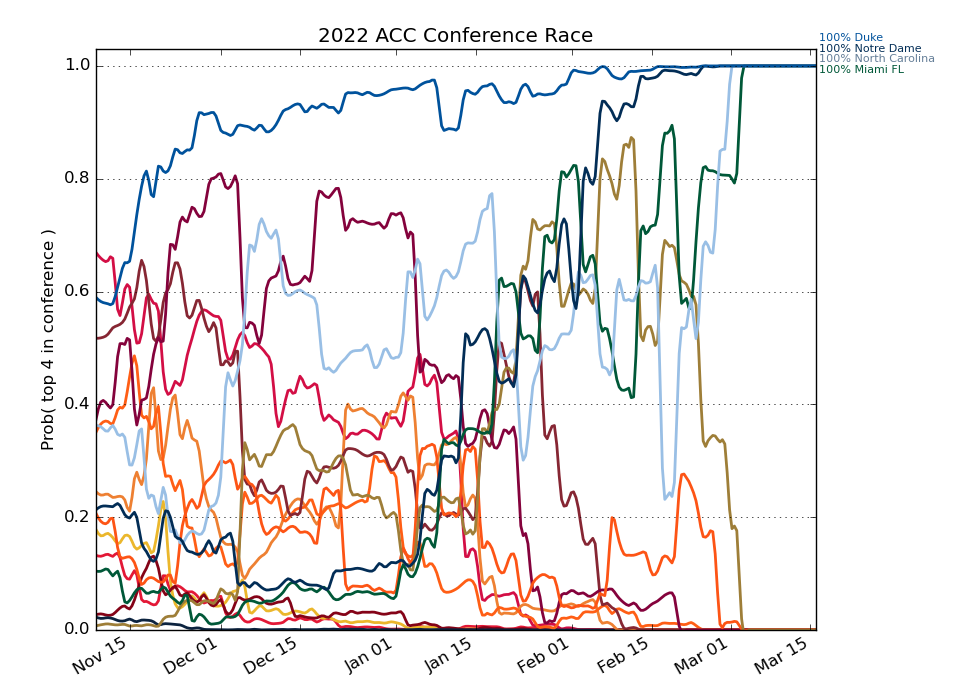 2022 ACC Conference Race
100% Duke
100% Notre Dame
100% North Carolina
100% Miami FL
Prob( top 4 in conference )
1.0
0.8
0.6
0.4
0.2
0.0
Nov 15
Dec 01
Dec 15
Jan 01
Jan 15
Feb 01
Feb 15
Mar 01
Mar 15